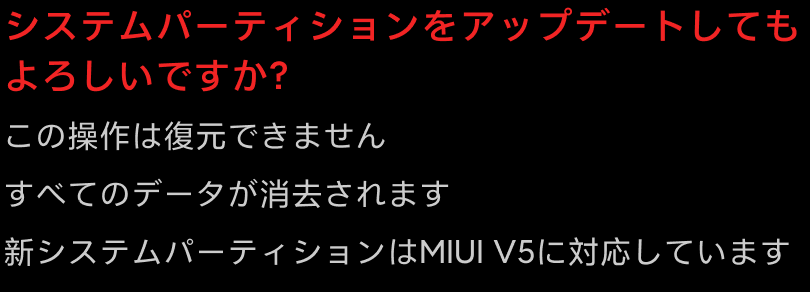 システムパーティションをアップデートしても
よろしいですか?
この操作は復元できません
すべてのデータが消去されます
新システムパーティションはMIUI V5に対応しています